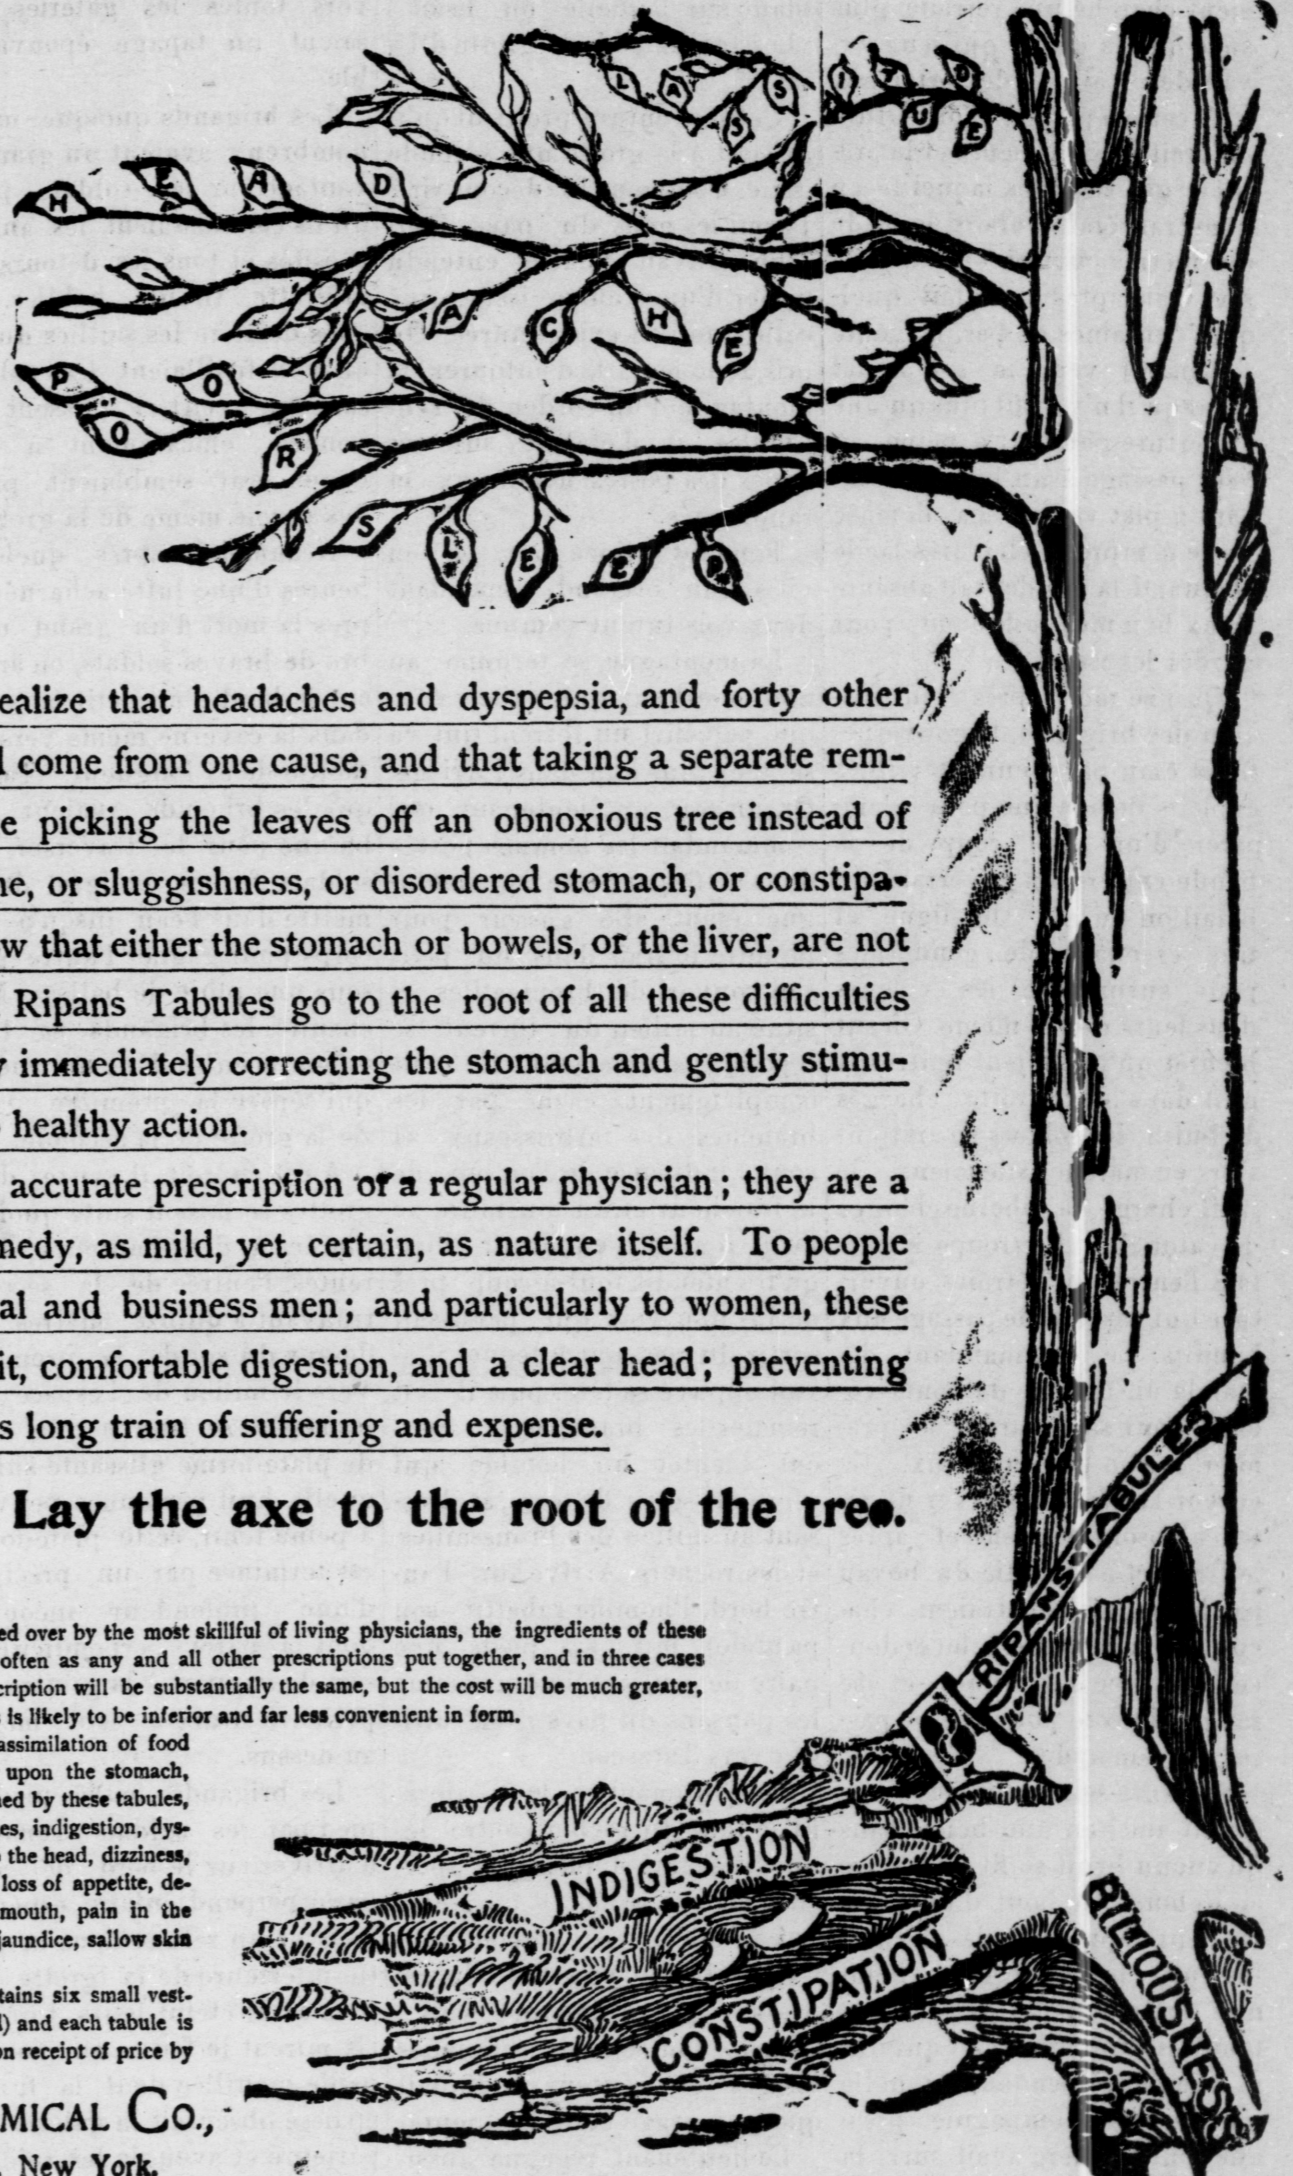 LASSITUDE
HEADACHE
POOR
SLEEP
ealize that headaches and dyspepsia, and forty other
l come from one cause, and that taking a separate rem-
e picking the leaves off an obnoxious tree instead of
ne, or sluggishness, or disordered stomach, or constipa-
w that either the stomach or bowels, or the liver, are not
Ripans Tabules go to the root of all these difficulties
y immediately correcting the stomach and gently stimu-
healthy action.
accurate prescription of a regular physician; they are a
medy, as mild, yet certain, as nature itself. To people
al and business men; and particularly to women, these
it, comfortable digestion, and a clear head; preventing
s long train of suffering and expense.
Lay the axe to the root of the tree.
RIPANS TABULES
ed over by the most skillful of living physicians, the ingredients of these
often as any and all other prescriptions put together, and in three cases
cription will be substantially the same, but the cost will be much greater,
is likely to be inferior and far less convenient in form.
assimilation of food
upon the stomach,
ned by these tabules,
es, indigestion, dys-
the head, dizziness,
loss of appetite, de-
mouth, pain in the
jaundice, sallow skin
tains six small vest-
l) and each tabule is
on receipt of price by
MICAL CO.,
New York.
INDIGESTION
CONSTIPATION
BILIOUSNESS